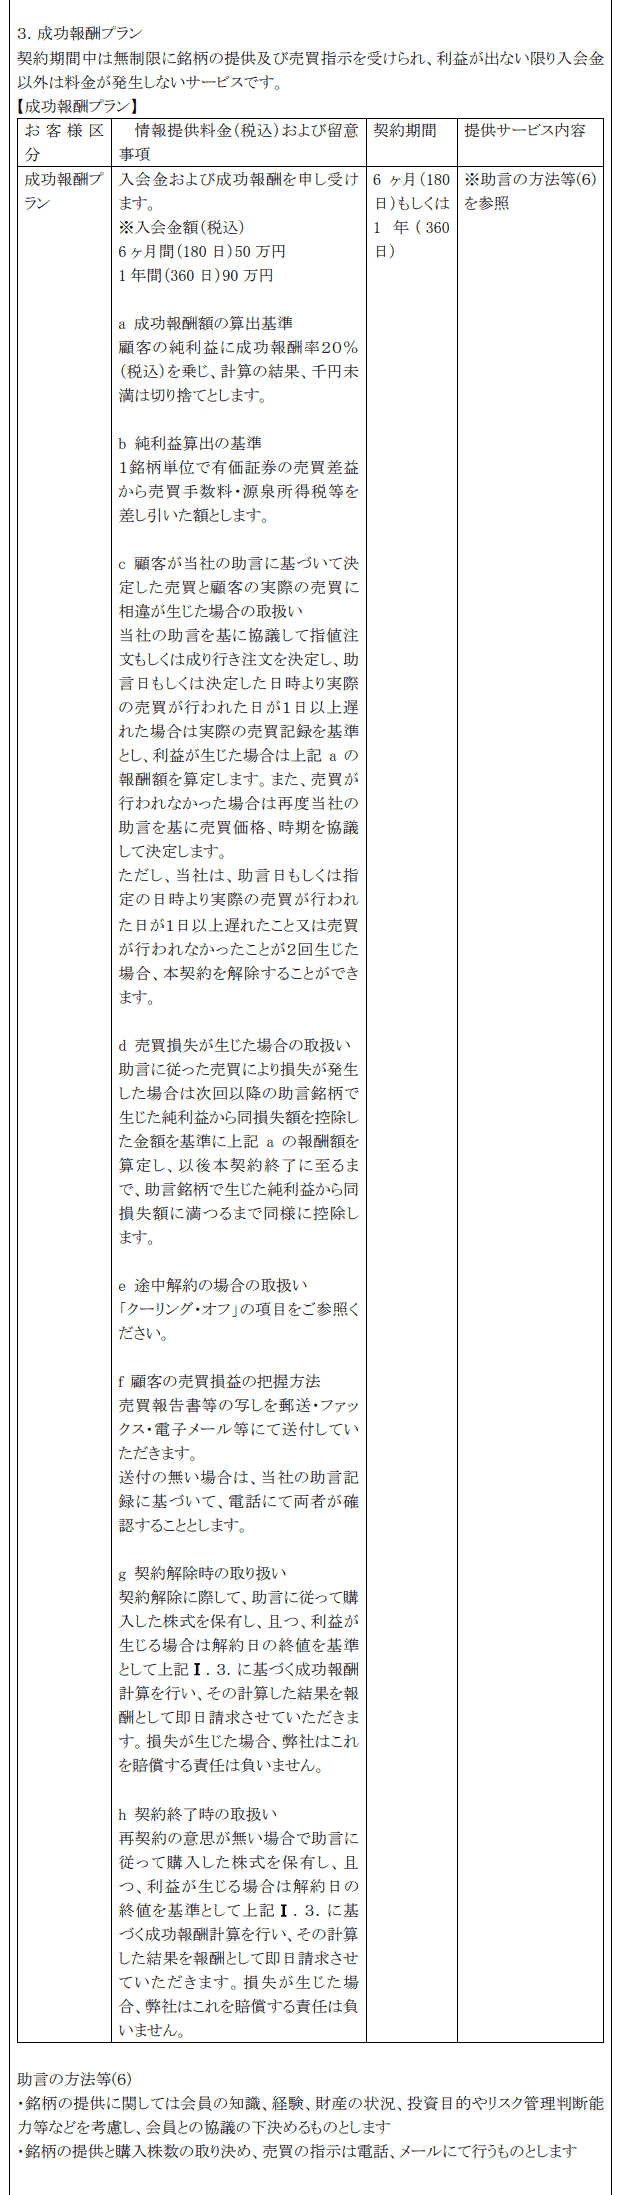 ３．成功報酬プラン
契約期間中は無制限に銘柄の提供及び売買指示を受けられ、利益が出ない限り入会金
以外は料金が発生しないサービスです。
【成功報酬プラン】
お客様区
分
情報提供料金（税込）および留意
事項
契約期間
提供サービス内容
成功報酬プ
ラン
入会金および成功報酬を申し受け
ます。
※入会金額（税込）
6 ヶ月間（180 日）50 万円
1 年間（360 日）90 万円
a 成功報酬額の算出基準
顧客の純利益に成功報酬率２０％
（税込）を乗じ、計算の結果、千円未
満は切り捨てとします。
b 純利益算出の基準
１銘柄単位で有価証券の売買差益
から売買手数料・源泉所得税等を
差し引いた額とします。
c 顧客が当社の助言に基づいて決
定した売買と顧客の実際の売買に
相違が生じた場合の取扱い
当社の助言を基に協議して指値注
文もしくは成り行き注文を決定し、助
言日もしくは決定した日時より実際
の売買が行われた日が１日以上遅
れた場合は実際の売買記録を基準
とし、利益が生じた場合は上記 a の
報酬額を算定します。また、売買が
行われなかった場合は再度当社の
助言を基に売買価格、時期を協議
して決定します。
ただし、当社は、助言日もしくは指
定の日時より実際の売買が行われ
た日が１日以上遅れたこと又は売買
が行われなかったことが２回生じた
場合、本契約を解除することができ
ます。
d 売買損失が生じた場合の取扱い
助言に従った売買により損失が発生
した場合は次回以降の助言銘柄で
生じた純利益から同損失額を控除し
た金額を基準に上記 a の報酬額を
算定し、以後本契約終了に至るま
で、助言銘柄で生じた純利益から同
損失額に満つるまで同様に控除し
ます。
e 途中解約の場合の取扱い
「クーリング・オフ」の項目をご参照く
ださい。
f 顧客の売買損益の把握方法
売買報告書等の写しを郵送・ファッ
クス・電子メール等にて送付してい
ただきます。
送付の無い場合は、当社の助言記
録に基づいて、電話にて両者が確
認することとします。
g 契約解除時の取り扱い
契約解除に際して、助言に従って購
入した株式を保有し、且つ、利益が
生じる場合は解約日の終値を基準
として上記Ⅰ．３．に基づく成功報酬
計算を行い、その計算した結果を報
酬として即日請求させていただきま
す。損失が生じた場合、弊社はこれ
を賠償する責任は負いません。
h 契約終了時の取扱い
再契約の意思が無い場合で助言に
従って購入した株式を保有し、且
つ、利益が生じる場合は解約日の
終値を基準として上記Ⅰ．３．に基
づく成功報酬計算を行い、その計算
した結果を報酬として即日請求させ
ていただきます。損失が生じた場
合、弊社はこれを賠償する責任は負
いません。
6 ヶ月（180
日）もしくは
1 年（360
日）
※助言の方法等(6)
を参照
助言の方法等(6)
・銘柄の提供に関しては会員の知識、経験、財産の状況、投資目的やリスク管理判断能
力等などを考慮し、会員との協議の下決めるものとします
・銘柄の提供と購入株数の取り決め、売買の指示は電話、メールにて行うものとします